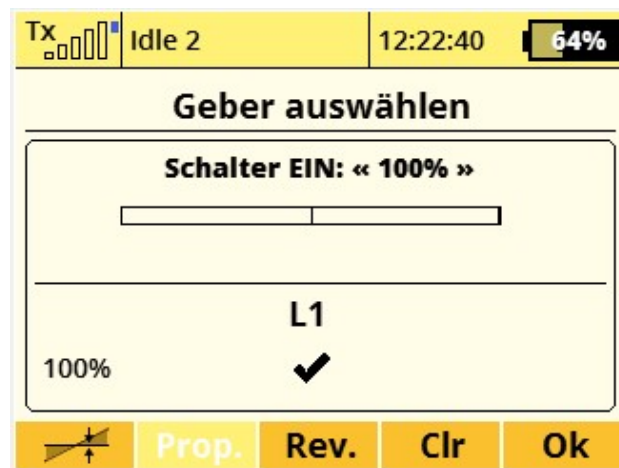 Tx Idle 2 12:22:40 64%
Geber auswählen
Schalter EIN: « 100% »
L1
100%
Prop. Rev. Clr Ok